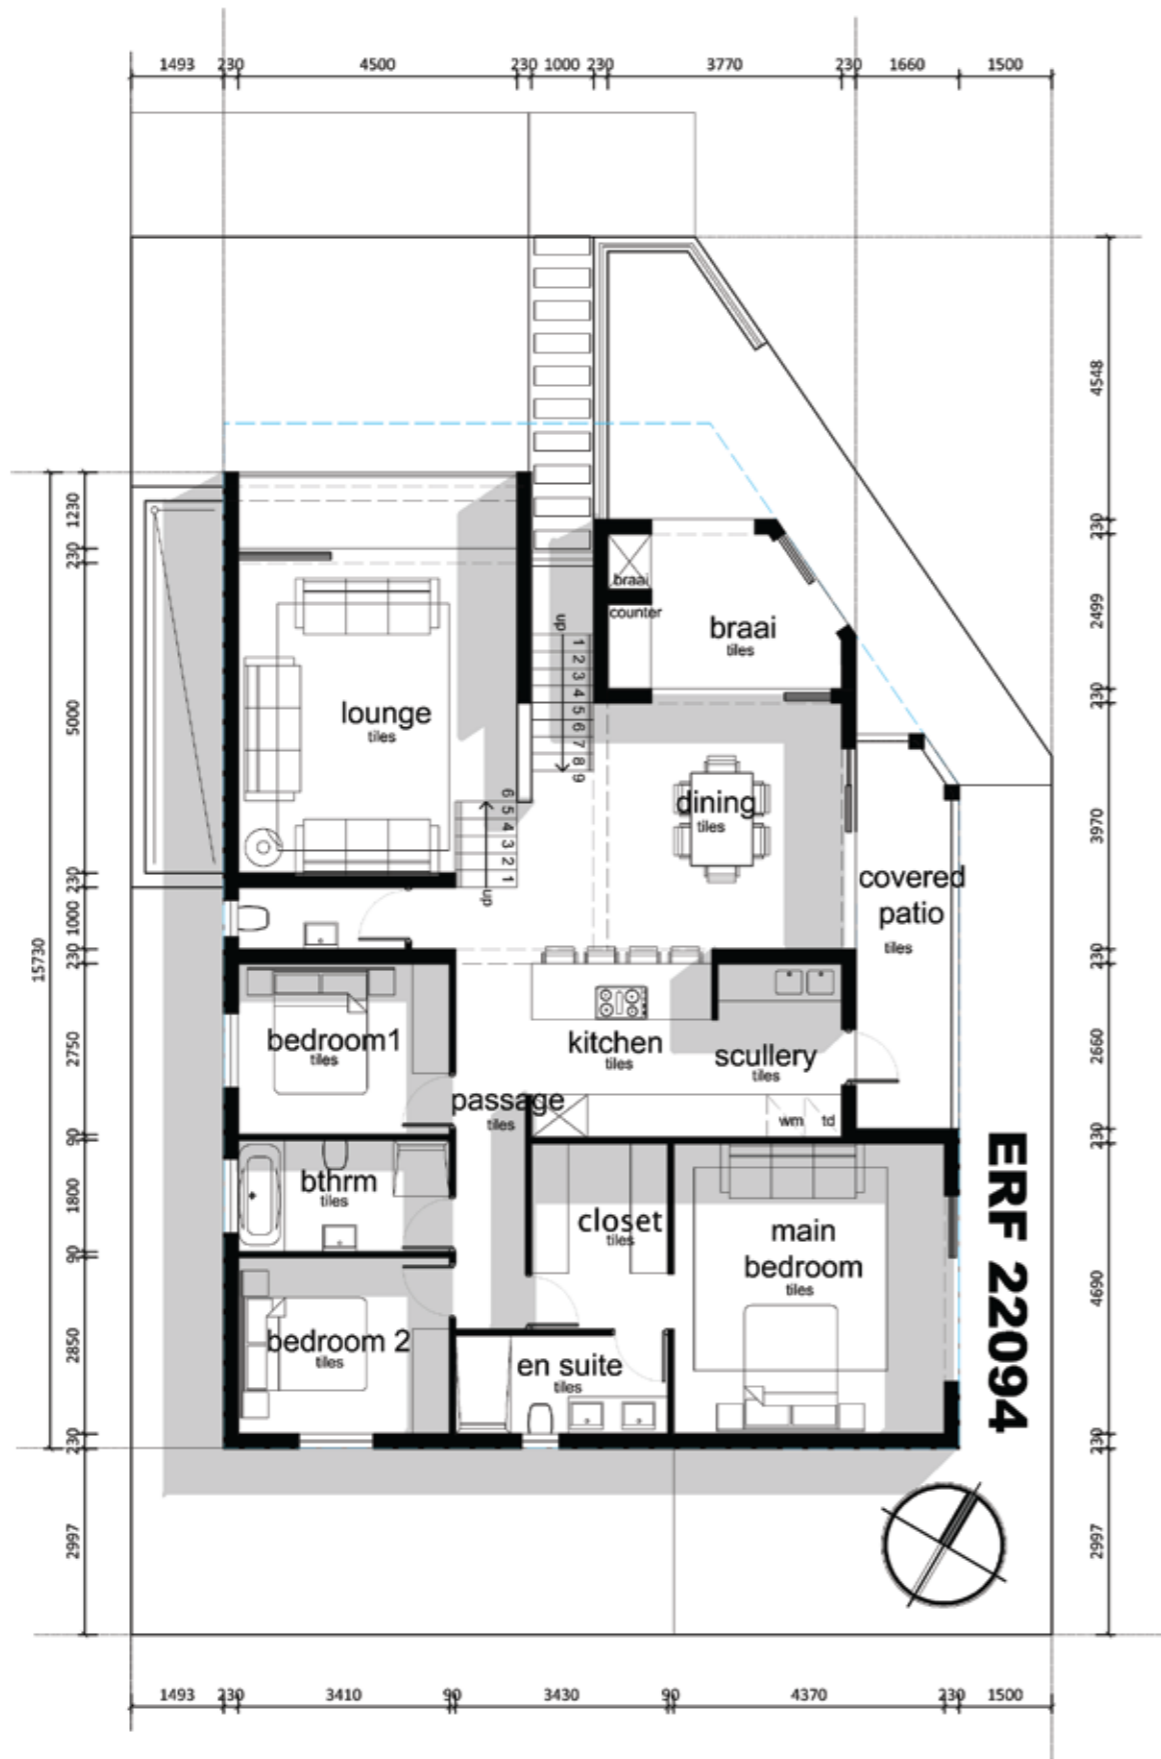 1493 230 4500 230 1000 230 3770 230 1660 1500
4548
1230
230
230
braai
counter
up
braai
tiles
2499
1
2
3
4
5
6
7
8
9
230
lounge
tiles
5000
dining
tiles
3970
6
5
4
3
2
1
up
covered
patio
tiles
230
1000
230
15730
230
bedroom1
tiles
2750
kitchen
tiles
scullery
tiles
2660
passage
tiles
wm td
90
230
bthrm
tiles
1800
closet
tiles
main
bedroom
tiles
ERF 22094
90
4690
bedroom 2
tiles
2850
en suite
tiles
230
230
2997
2997
1493 230 3410 90 3430 90 4370 230 1500